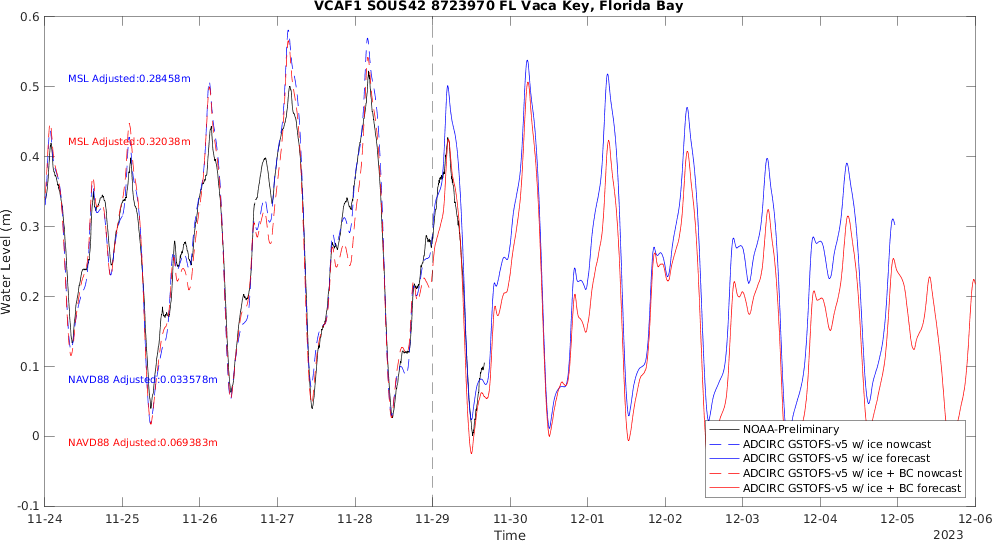 VCAF1 SOUS42 8723970 FL Vaca Key, Florida Bay
0.6
0.5
0.4
0.3
0.2
0.1
0
-0.1
Water Level (m)
MSL Adjusted:0.28458m
MSL Adjusted:0.32038m
NAVD88 Adjusted:0.033578m
NAVD88 Adjusted:0.069383m
NOAA-Preliminary
ADCIRC GSTOFS-v5 w/ ice nowcast
ADCIRC GSTOFS-v5 w/ ice forecast
ADCIRC GSTOFS-v5 w/ ice + BC nowcast
ADCIRC GSTOFS-v5 w/ ice + BC forecast
11-24 11-25 11-26 11-27 11-28 11-29 11-30 12-01 12-02 12-03 12-04 12-05 12-06
Time
2023